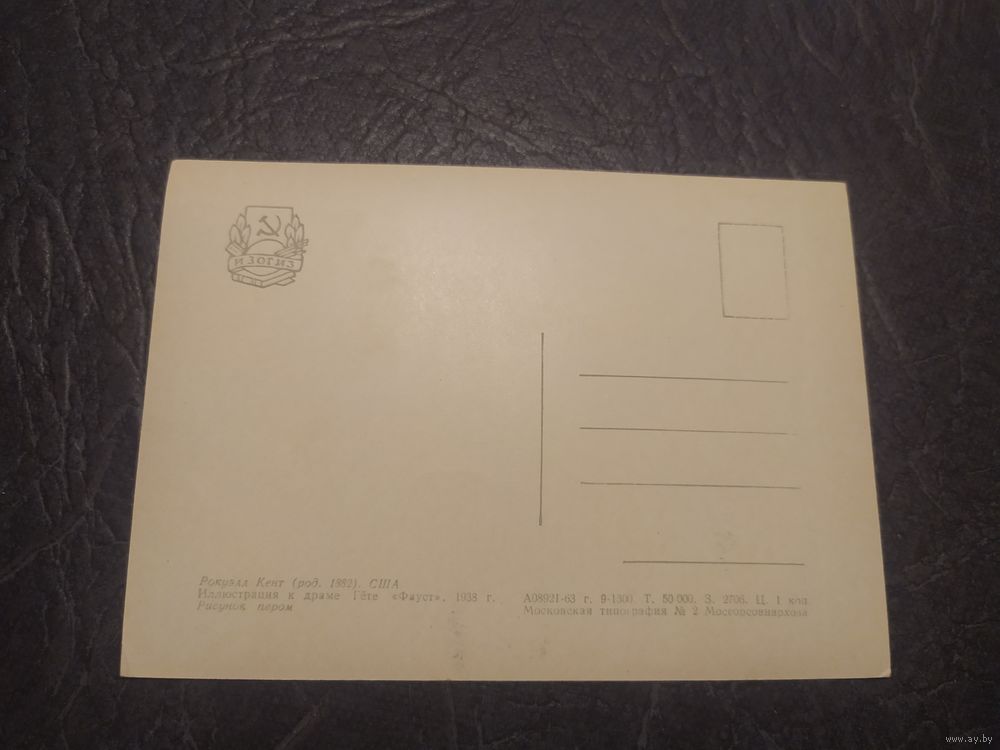 ИЗОГИЗ
Рокуэлл Кент (род. 1882). США
Иллюстрация к драме Гёте «Фауст». 1938 г.
Рисунок пером
А08921-63 г. 9-1300. Т. 50 000. З. 2706. Ц. 1 коп
Московская типография № 2 Мосгорсовнархоза
www.ay.by